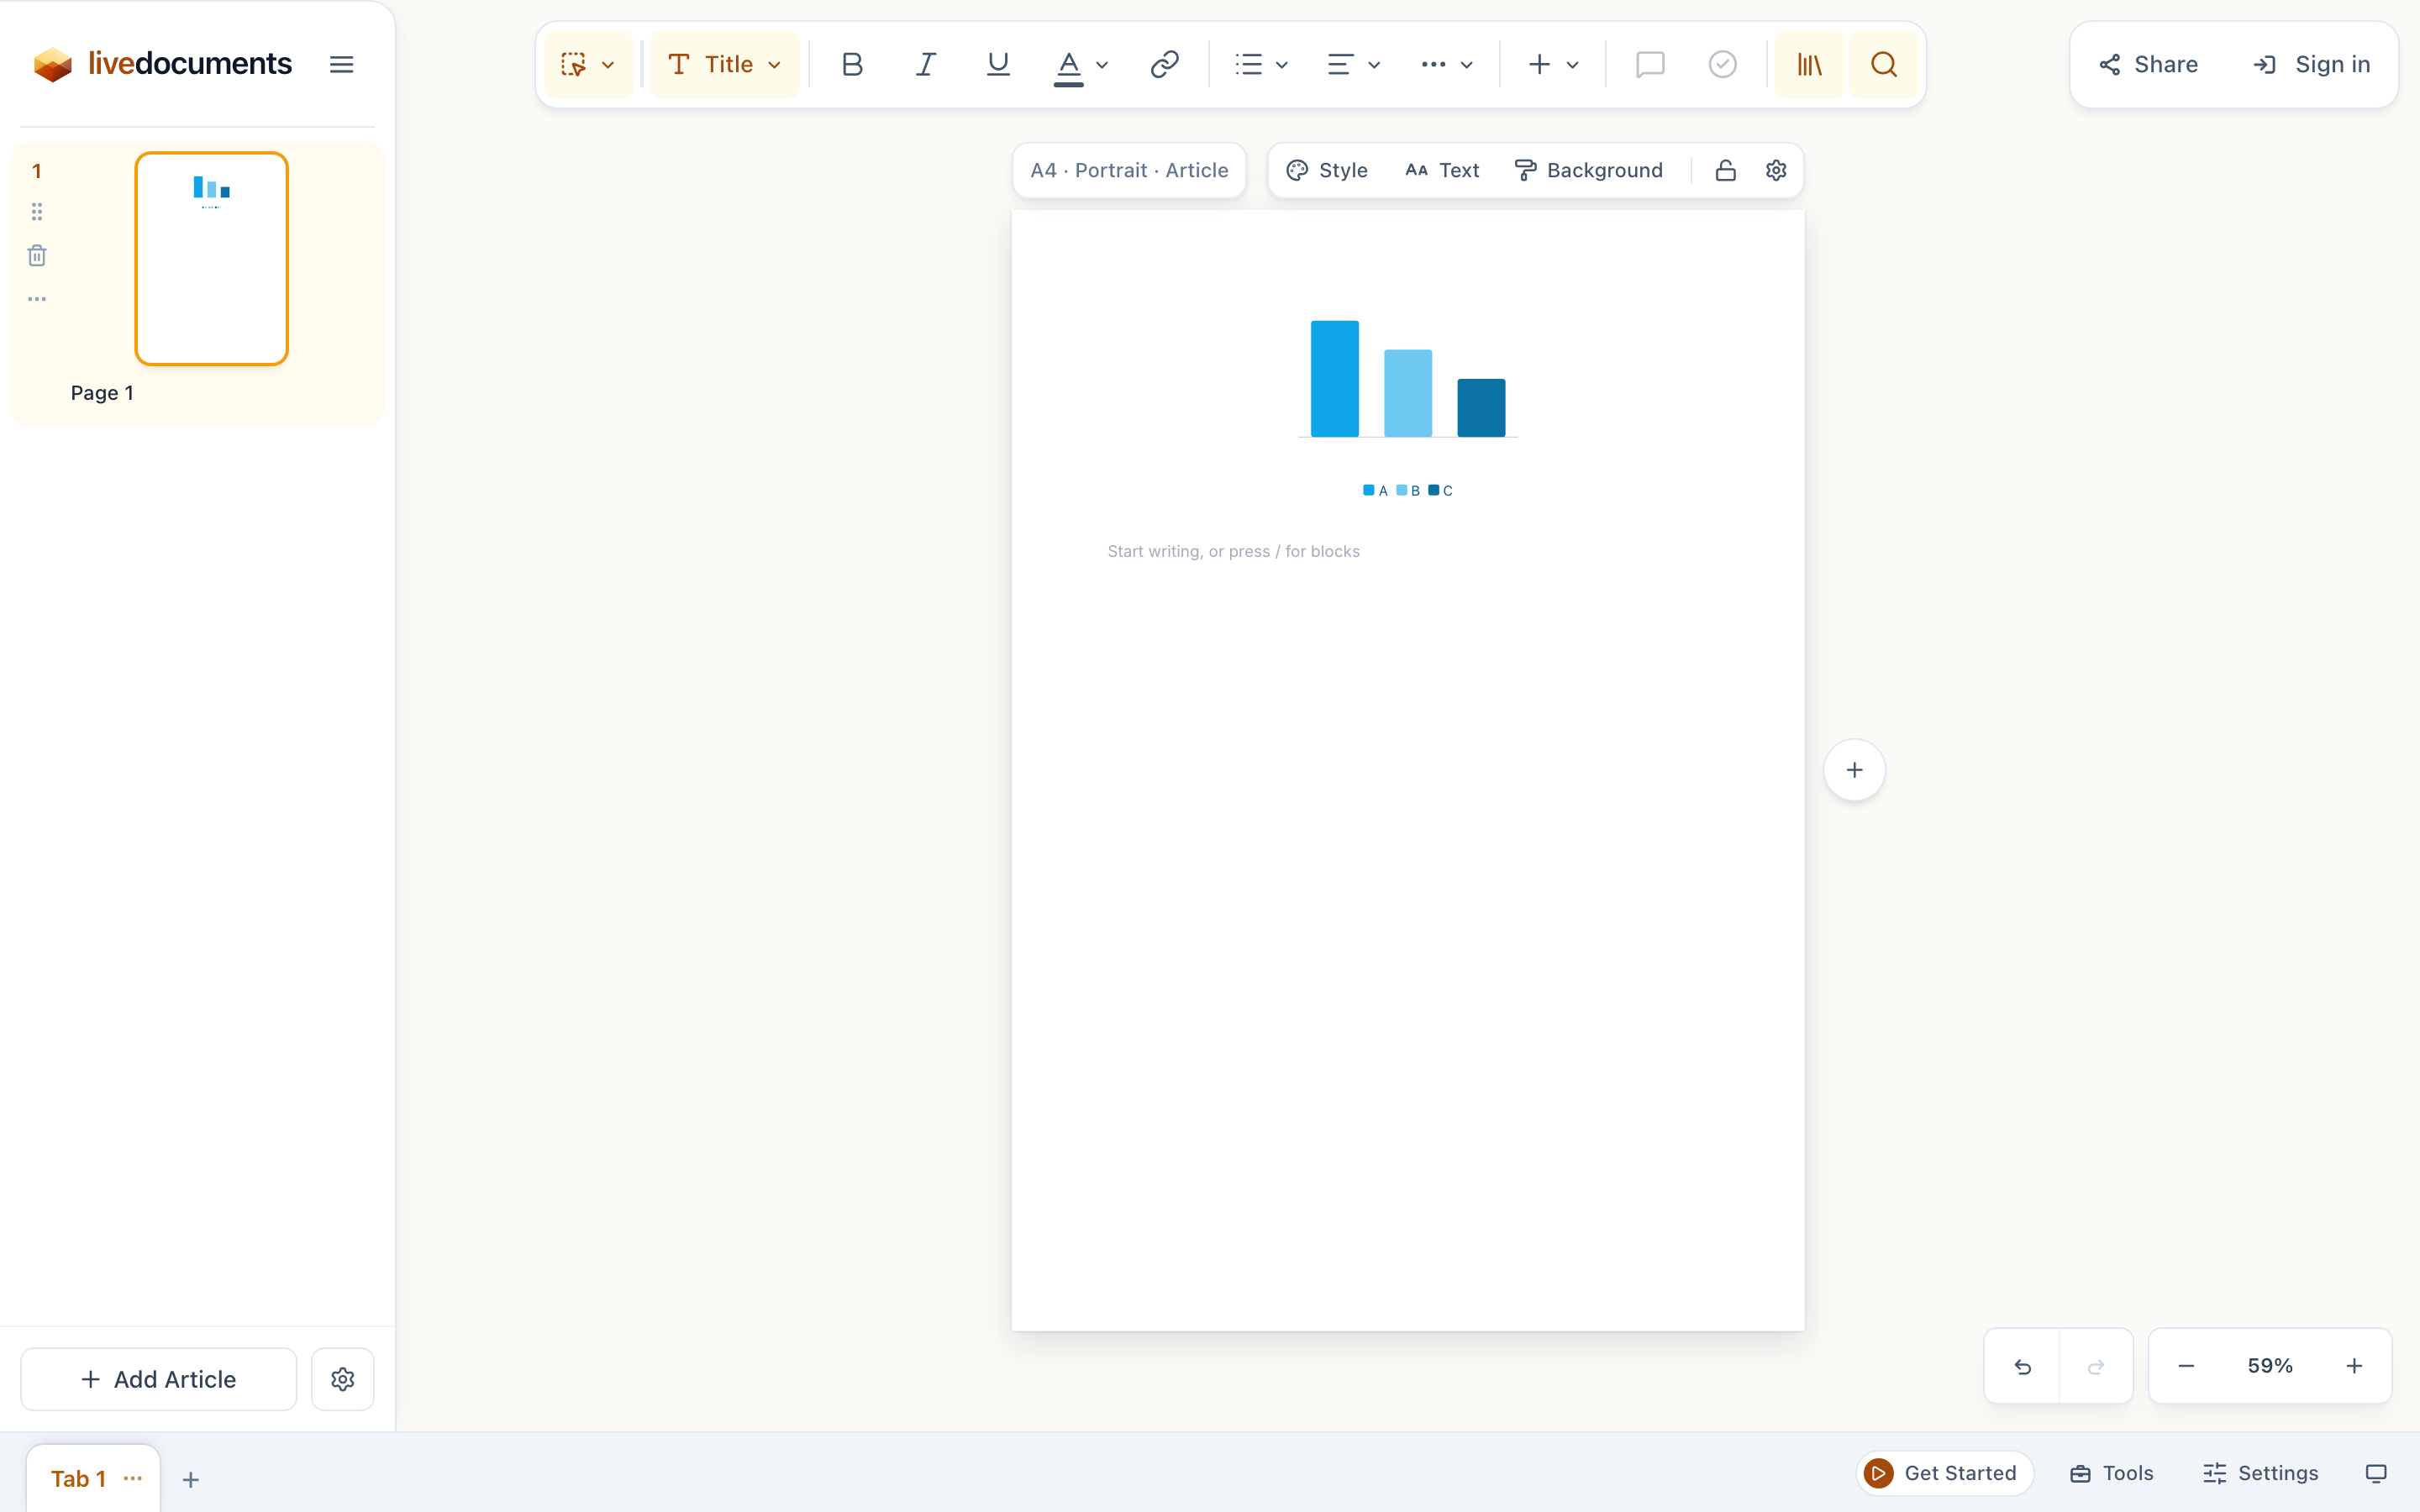 livedocuments
Title
Share
Sign in
1
Page 1
A4 · Portrait · Article
Style
Text
Background
A B C
Start writing, or press / for blocks
Add Article
59%
Tab 1
Get Started
Tools
Settings